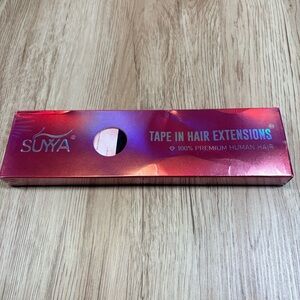 SUYYA®
TAPE IN HAIR EXTENSIONS®
100% PREMIUM HUMAN HAIR